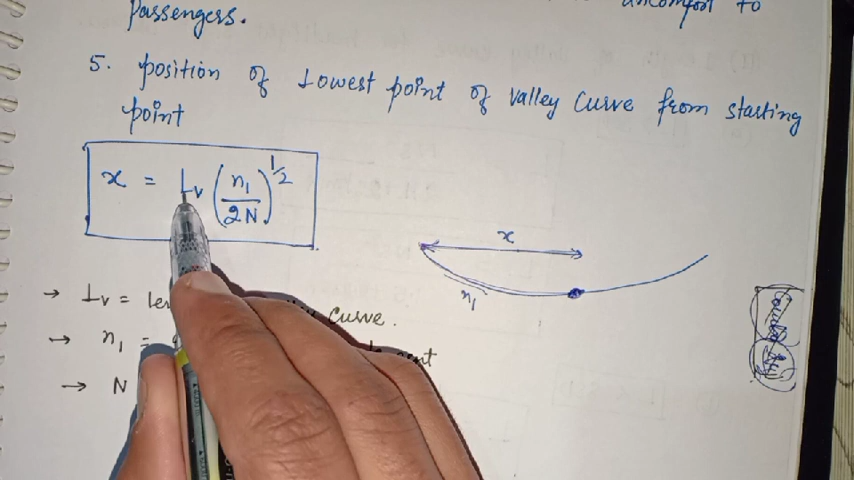 uncomfort to
Passengers.
5. position of Lowest point of valley curve from starting
point
x = Lv (n1/2N)^1/2
x
n1
→ Lv = curve.
→ n1 =
→ N